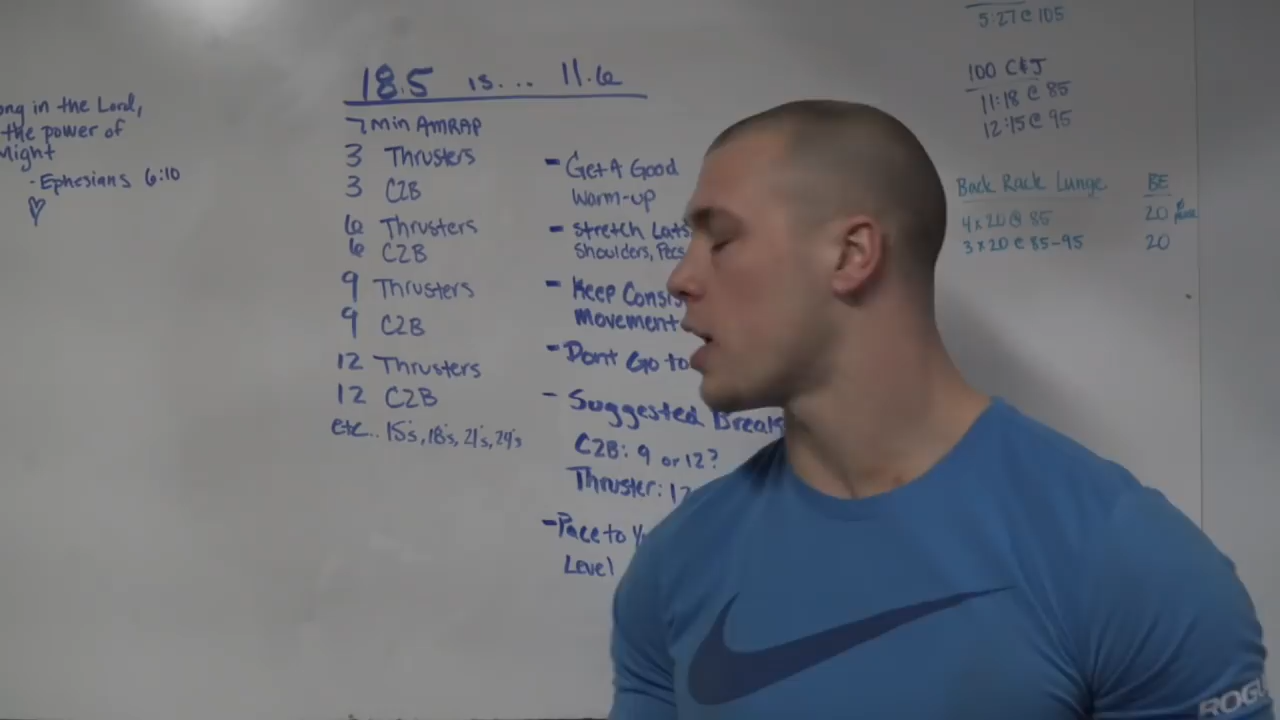 ong in the Lord,
the power of
Might
-Ephesians 6:10
18.5 is... 11.6
7 Min AMRAP
3 Thrusters
3 C2B
6 Thrusters
6 C2B
9 Thrusters
9 C2B
12 Thrusters
12 C2B
etc.. 15's, 18's, 21's, 24's
- Get A Good
Warm-up
- Stretch Lats
Shoulders, Pecs
- Keep Consis
Movement
- Dont Go to
- Suggested Breaks
C2B: 9 or 12?
Thruster: 12
- Pace to Yo
Level
5:27 @ 105
100 C&J
11:18 @ 85
12:15 @ 95
Back Rack Lunge BE
4x20 @ 85 20
3x20 @ 85-95 20
ROGU